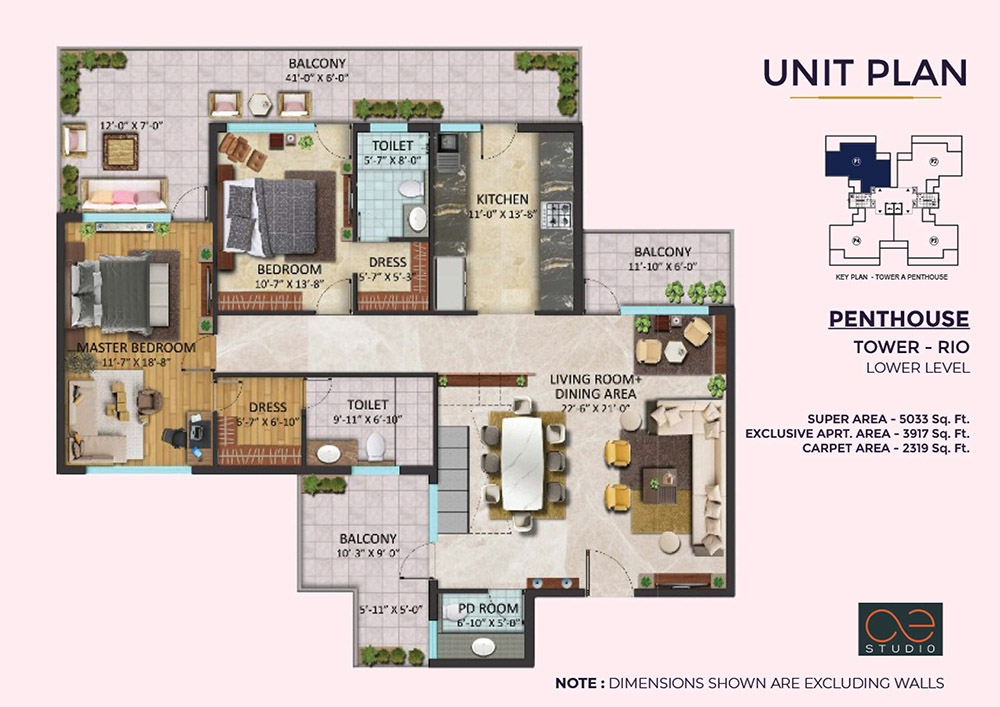 UNIT PLAN
BALCONY
41'-0" X 6'-0"
12'-0" X 7'-0"
TOILET
5'-7" X 8'-0"
KITCHEN
11'-0" X 13'-8"
BEDROOM
10'-7" X 13'-8"
DRESS
5'-7" X 5'-3"
BALCONY
11'-10" X 6'-0"
MASTER BEDROOM
11'-7" X 18'-8"
DRESS
6'-7" X 6'-10"
TOILET
9'-11" X 6'-10"
LIVING ROOM+
DINING AREA
22'-6" X 21'-0"
BALCONY
10'-3" X 9'-0"
5'-11" X 5'-0"
PD ROOM
6'-10" X 5'-8"
P1
P2
P4
P3
KEY PLAN - TOWER A PENTHOUSE
PENTHOUSE
TOWER - RIO
LOWER LEVEL
SUPER AREA - 5033 Sq. Ft.
EXCLUSIVE APRT. AREA - 3917 Sq. Ft.
CARPET AREA - 2319 Sq. Ft.
ae
STUDIO
NOTE : DIMENSIONS SHOWN ARE EXCLUDING WALLS